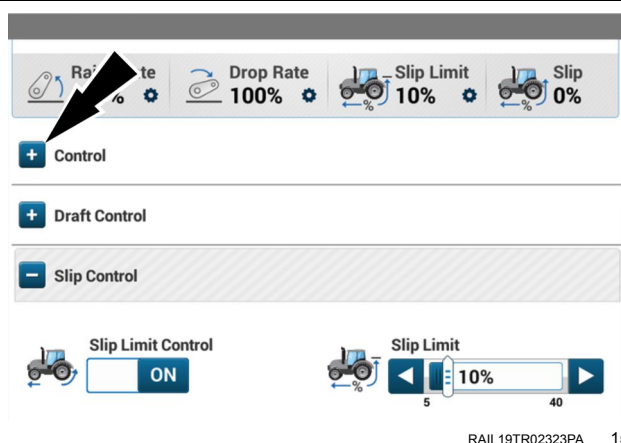 te Drop Rate Slip Limit Slip
% 100% 10% 0%
+ Control
+ Draft Control
− Slip Control
Slip Limit Control Slip Limit
ON 10%
5 40
% % %
RAIL19TR02323PA